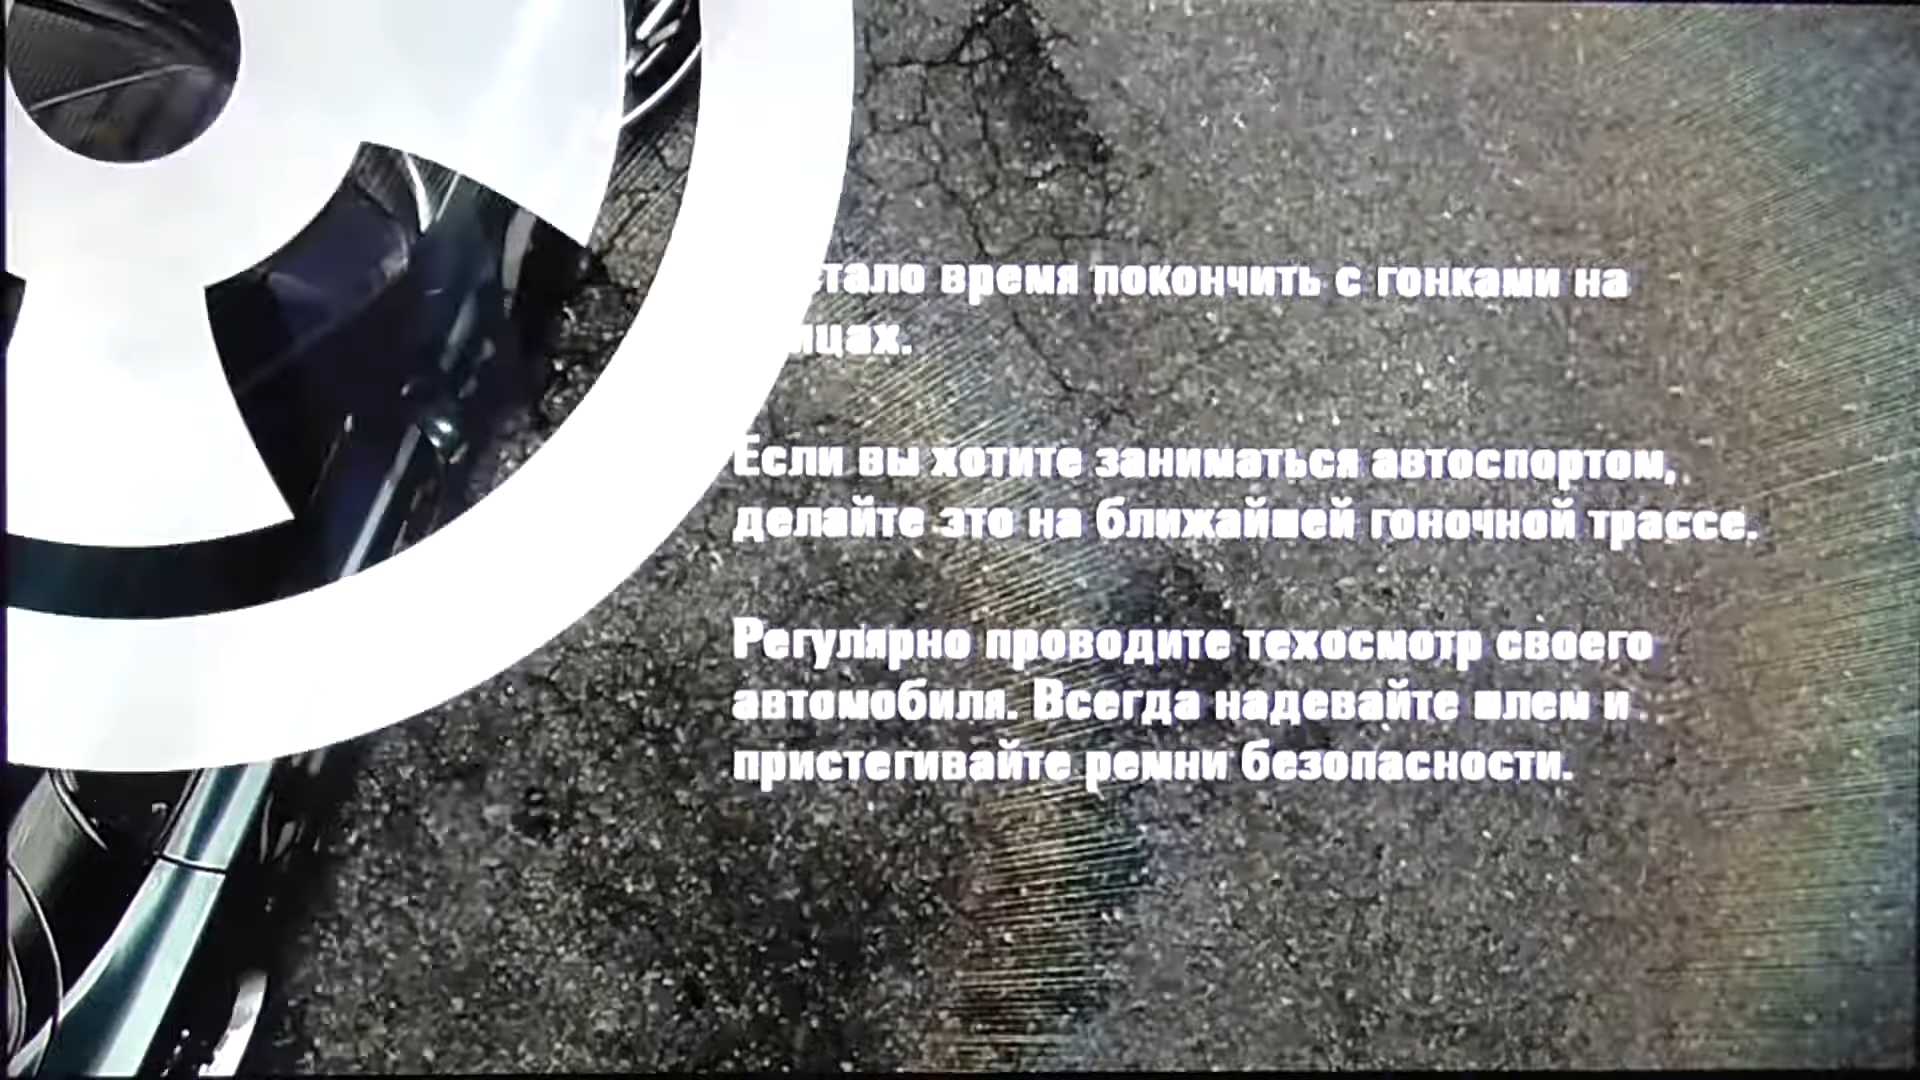 время покончить с гонками на
Если вы хотите заниматься автоспортом,
делайте это на ближайшей гоночной трассе.
Регулярно проводите техосмотр своего
автомобиля. Всегда надевайте шлем и
пристегивайте ремни безопасности.